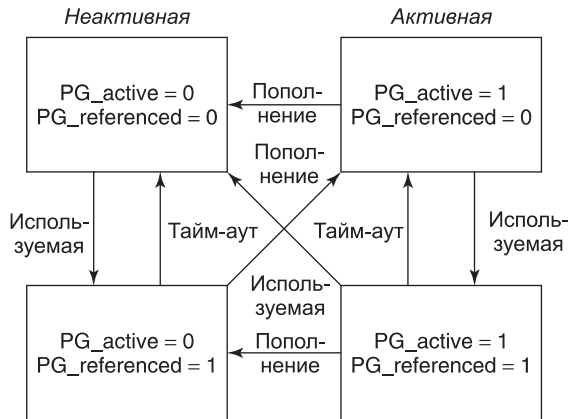 Неактивная
Активная
PG_active = 0
PG_referenced = 0
Попол-
нение
PG_active = 1
PG_referenced = 0
Попол-
нение
Исполь-
зуемая
Тайм-аут
Тайм-аут
Исполь-
зуемая
Исполь-
зуемая
PG_active = 0
PG_referenced = 1
Попол-
нение
PG_active = 1
PG_referenced = 1